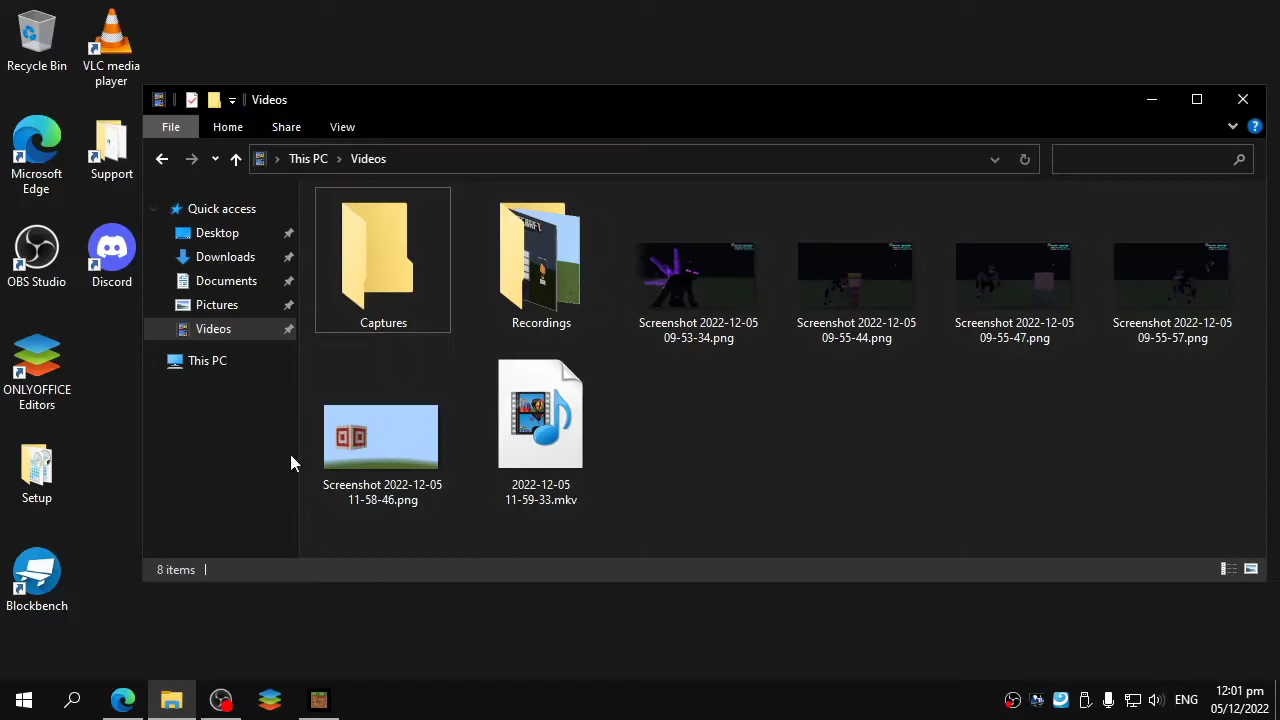 Recycle Bin
VLC media
player
Microsoft
Edge
Support
OBS Studio
Discord
ONLYOFFICE
Editors
Setup
Blockbench
Videos
File
Home
Share
View
This PC
Videos
Quick access
Desktop
Downloads
Documents
Pictures
Videos
This PC
Captures
Recordings
Screenshot 2022-12-05
09-53-34.png
Screenshot 2022-12-05
09-55-44.png
Screenshot 2022-12-05
09-55-47.png
Screenshot 2022-12-05
09-55-57.png
Screenshot 2022-12-05
11-58-46.png
2022-12-05
11-59-33.mkv
8 items
ENG
12:01 pm
05/12/2022